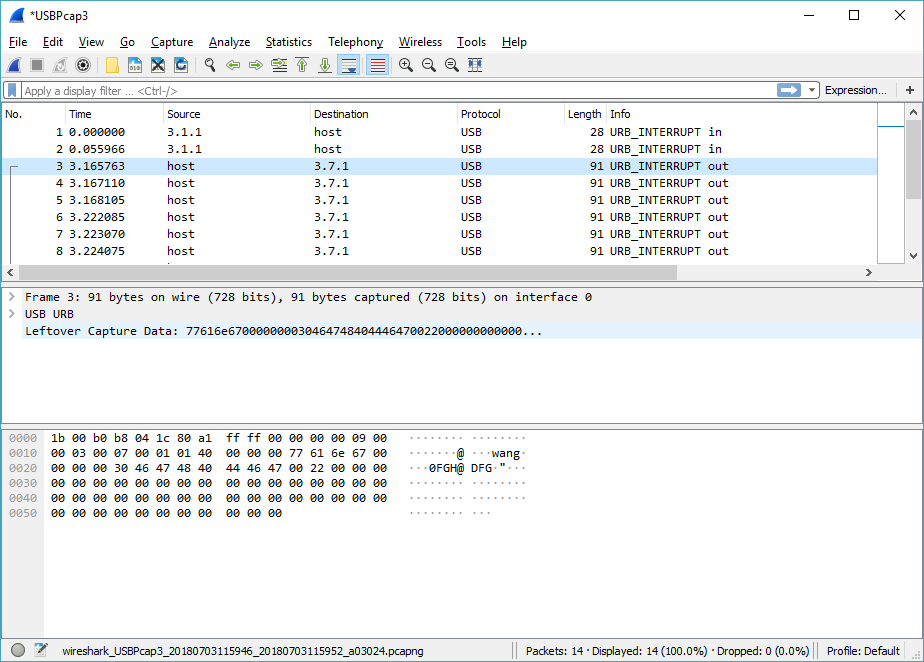 *USBPcap3
File Edit View Go Capture Analyze Statistics Telephony Wireless Tools Help
Apply a display filter ... <Ctrl-/> Expression... +
No. Time Source Destination Protocol Length Info
1 0.000000 3.1.1 host USB 28 URB_INTERRUPT in
2 0.055966 3.1.1 host USB 28 URB_INTERRUPT in
3 3.165763 host 3.7.1 USB 91 URB_INTERRUPT out
4 3.167110 host 3.7.1 USB 91 URB_INTERRUPT out
5 3.168105 host 3.7.1 USB 91 URB_INTERRUPT out
6 3.222085 host 3.7.1 USB 91 URB_INTERRUPT out
7 3.223070 host 3.7.1 USB 91 URB_INTERRUPT out
8 3.224075 host 3.7.1 USB 91 URB_INTERRUPT out
Frame 3: 91 bytes on wire (728 bits), 91 bytes captured (728 bits) on interface 0
USB URB
Leftover Capture Data: 77616e670000000030464748404446470022000000000000...
0000 1b 00 b0 b8 04 1c 80 a1 ff ff 00 00 00 00 09 00 ········ ········
0010 00 03 00 07 00 01 01 40 00 00 00 77 61 6e 67 00 ·······@ ···wang·
0020 00 00 00 30 46 47 48 40 44 46 47 00 22 00 00 00 ···0FGH@ DFG·"···
0030 00 00 00 00 00 00 00 00 00 00 00 00 00 00 00 00 ········ ········
0040 00 00 00 00 00 00 00 00 00 00 00 00 00 00 00 00 ········ ········
0050 00 00 00 00 00 00 00 00 00 00 00 ········ ···
wireshark_USBPcap3_20180703115946_20180703115952_a03024.pcapng Packets: 14 · Displayed: 14 (100.0%) · Dropped: 0 (0.0%) Profile: Default